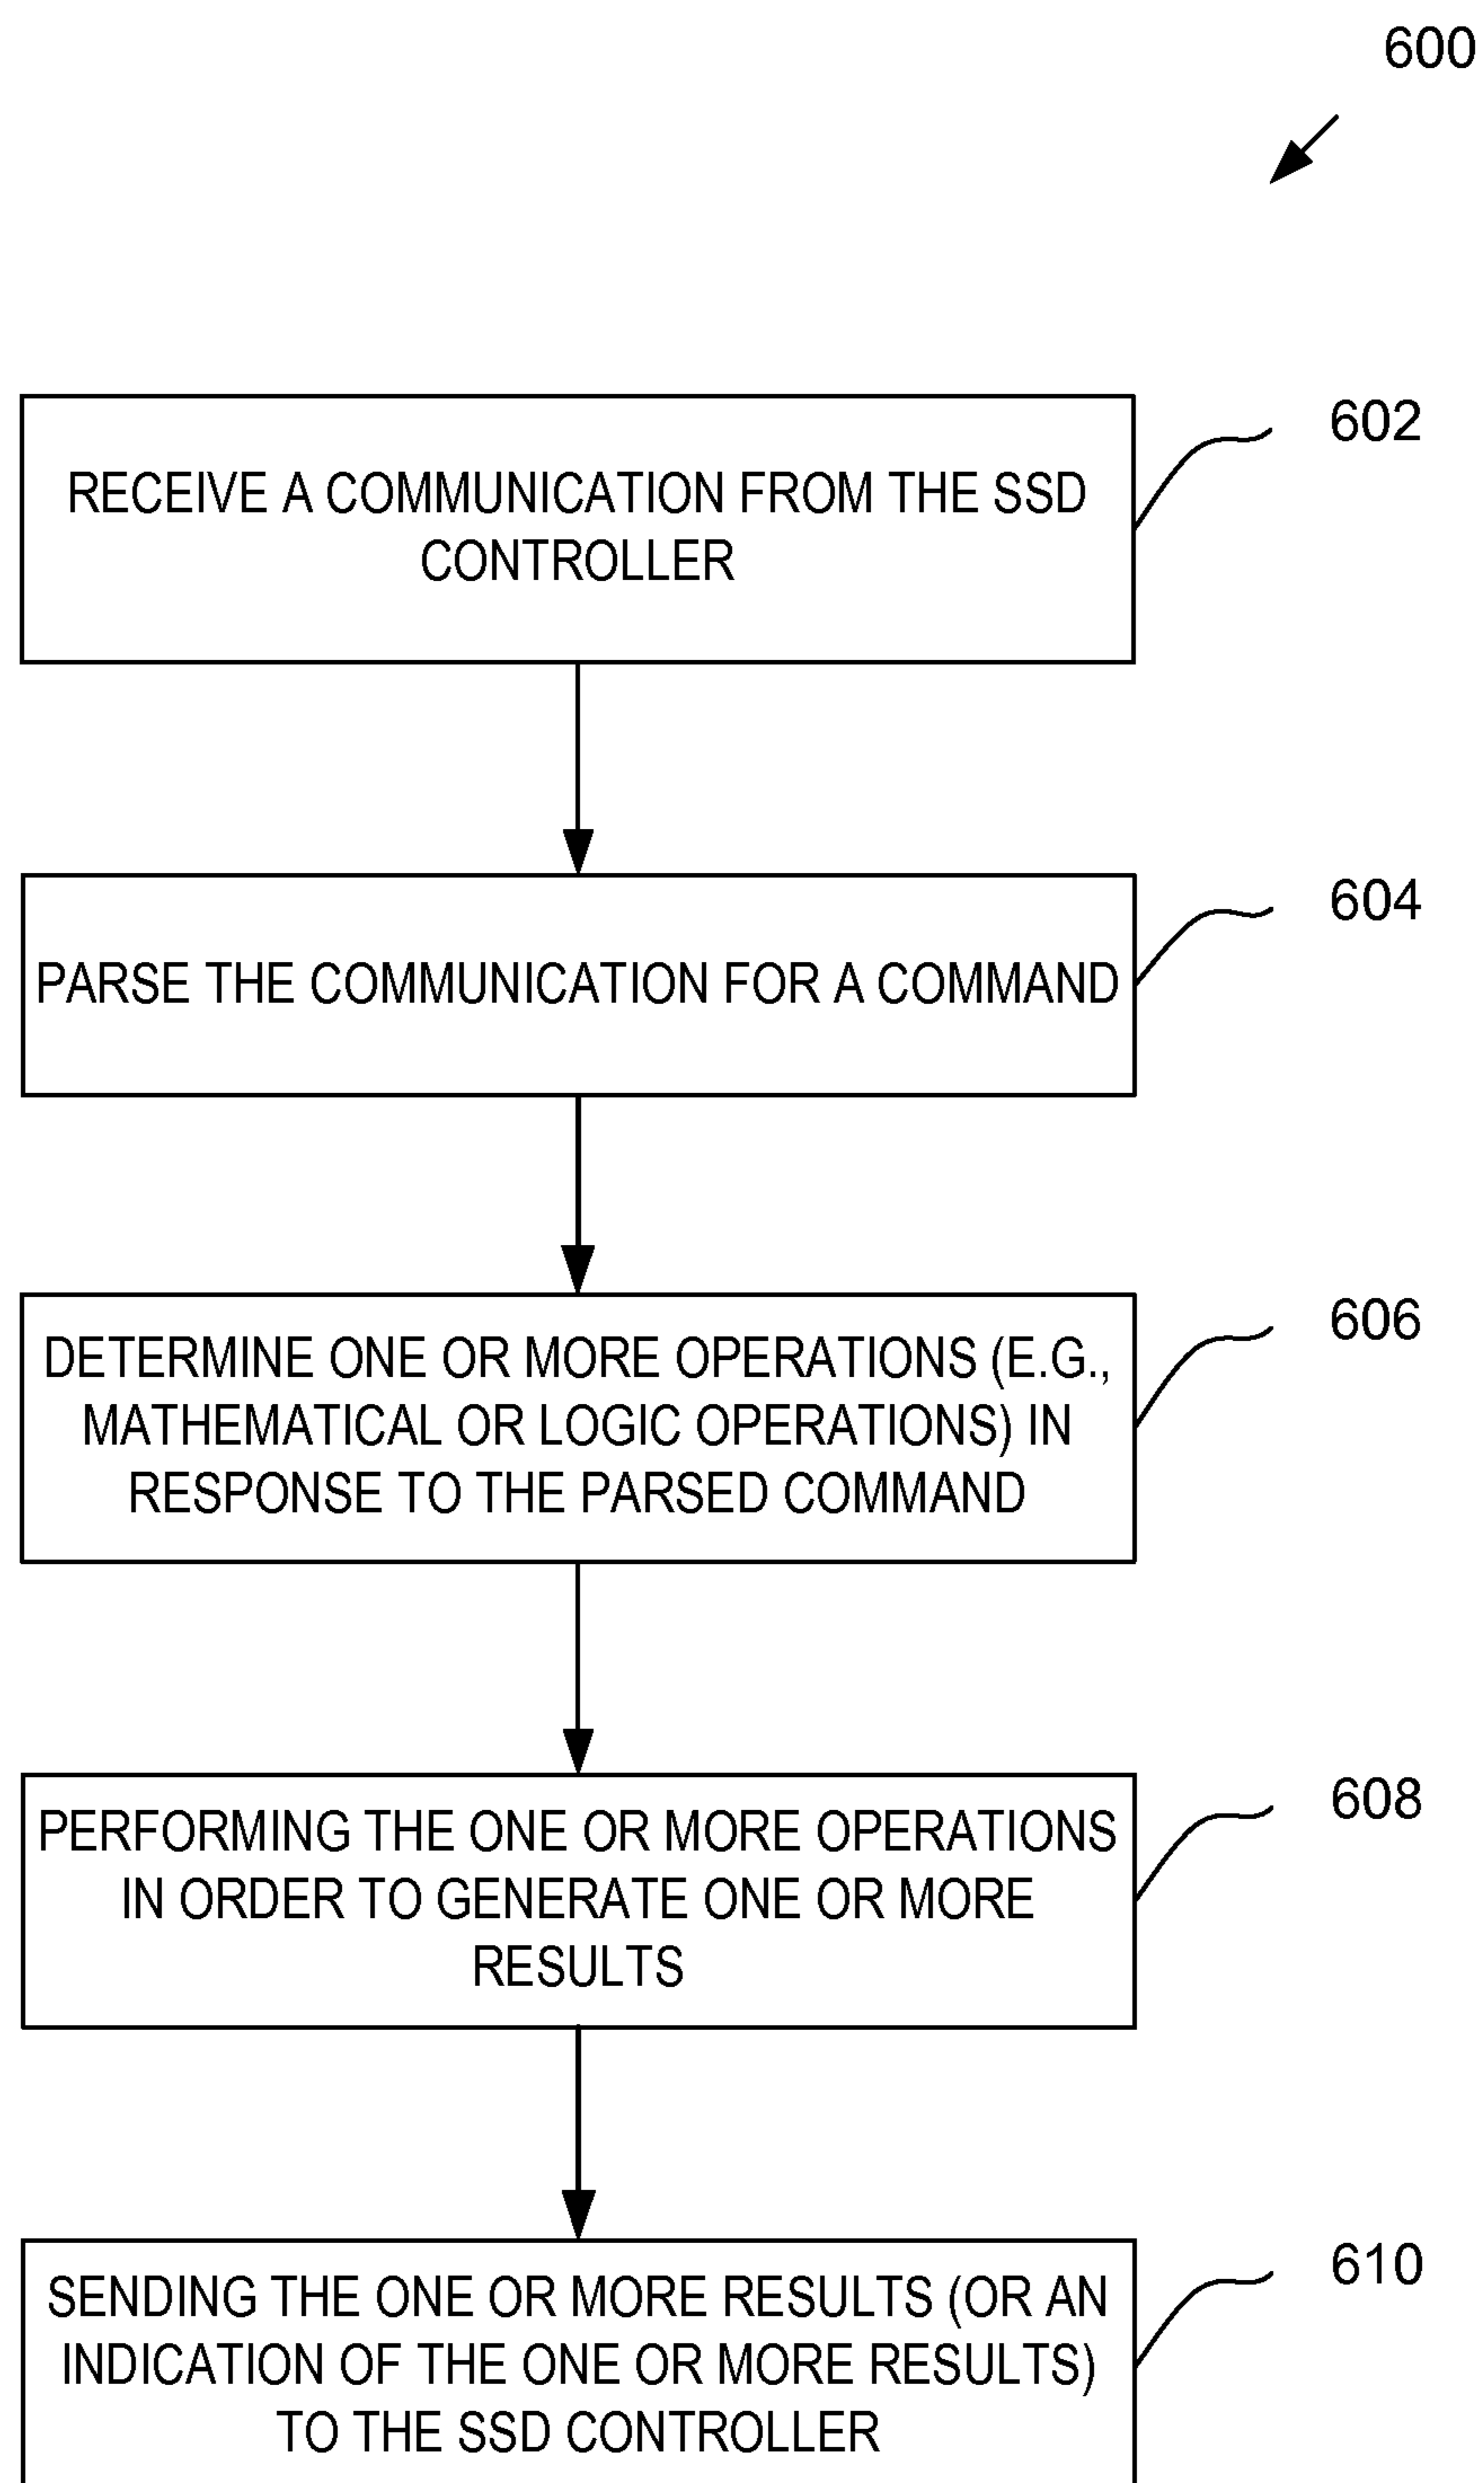 600
602
RECEIVE A COMMUNICATION FROM THE SSD
CONTROLLER
604
PARSE THE COMMUNICATION FOR A COMMAND
606
DETERMINE ONE OR MORE OPERATIONS (E.G.,
MATHEMATICAL OR LOGIC OPERATIONS) IN
RESPONSE TO THE PARSED COMMAND
608
PERFORMING THE ONE OR MORE OPERATIONS
IN ORDER TO GENERATE ONE OR MORE
RESULTS
610
SENDING THE ONE OR MORE RESULTS (OR AN
INDICATION OF THE ONE OR MORE RESULTS)
TO THE SSD CONTROLLER